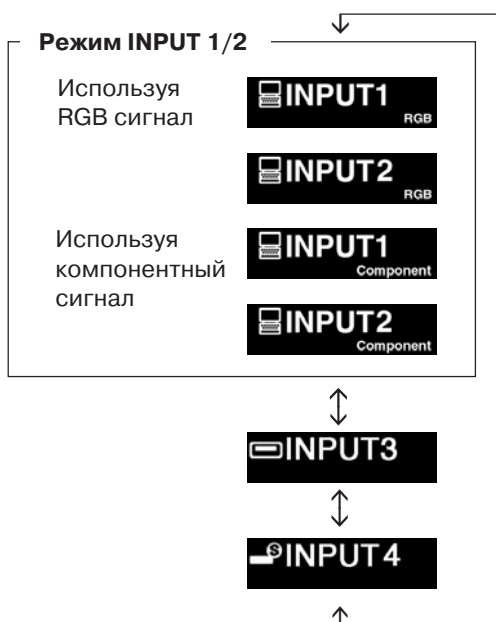 Режим INPUT 1/2
Используя
RGB сигнал
INPUT1
RGB
INPUT2
RGB
Используя
компонентный
сигнал
INPUT1
Component
INPUT2
Component
INPUT3
S
INPUT4